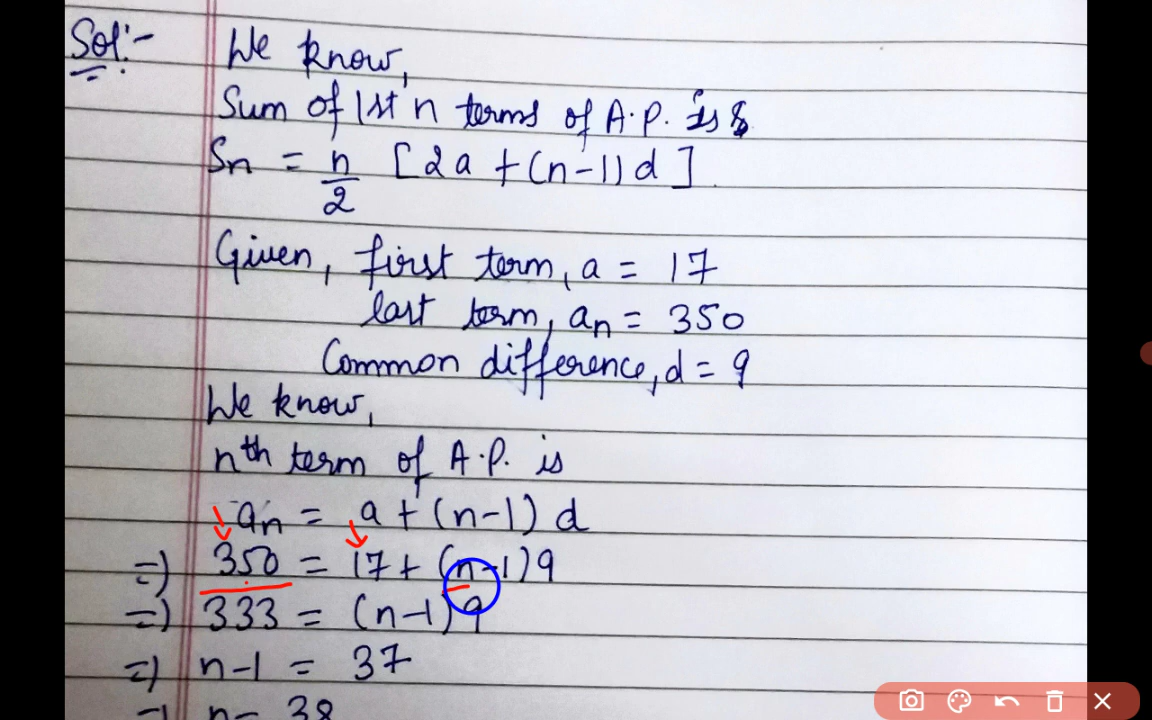 Sol:-
We know,
Sum of 1st n terms of A.P. is
Sn = n/2 [2a + (n-1)d]
Given, first term, a = 17
last term, an = 350
Common difference, d = 9
We know,
nth term of A.P. is
an = a + (n-1) d
=) 350 = 17 + (n-1)9
=) 333 = (n-1)9
=) n-1 = 37
n = 38